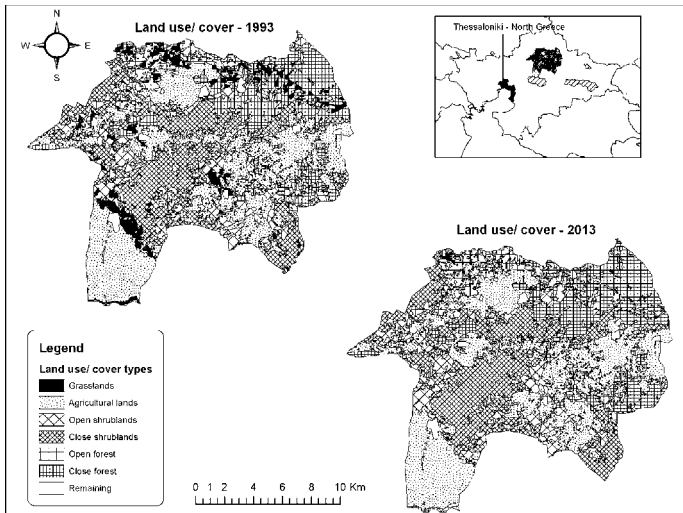 Land use/ cover - 1993
N
W
E
S
Thessaloniki - North Greece
Land use/ cover - 2013
Legend
Land use/ cover types
Grasslands
Agricultural lands
Open shrublands
Close shrublands
Open forest
Close forest
Remaining
0 1 2 4 6 8 10 Km